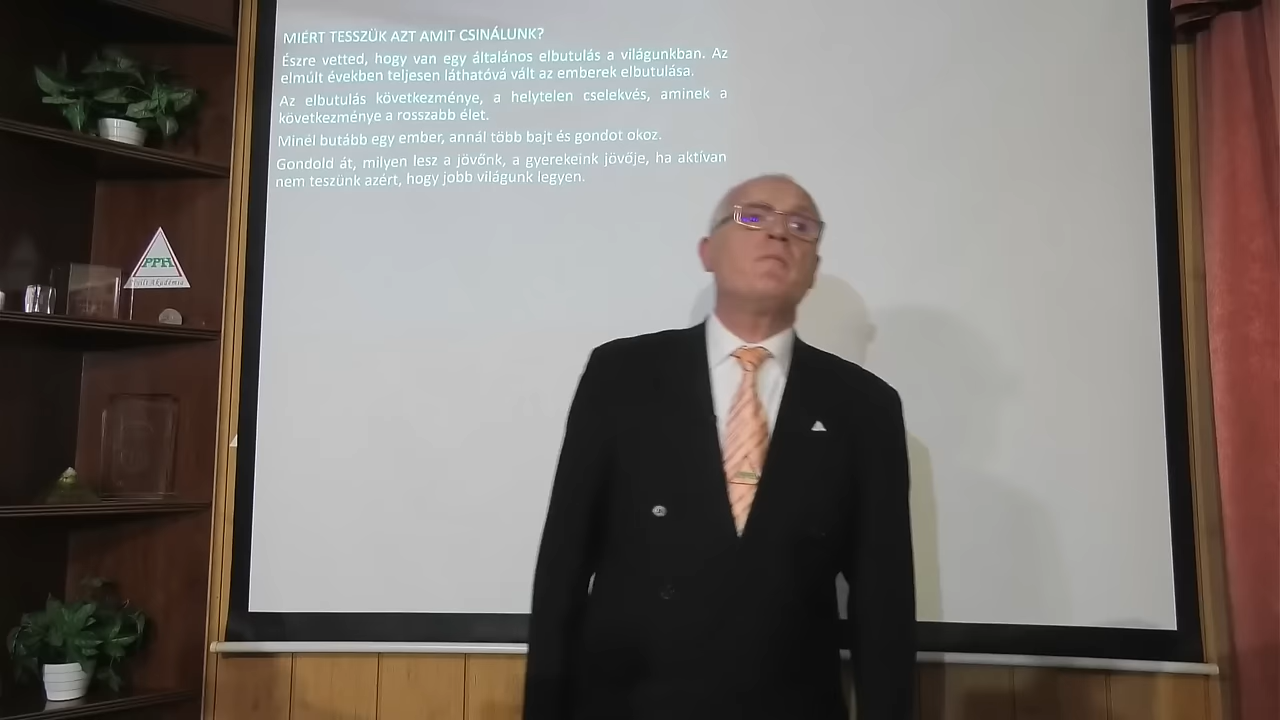 MIÉRT TESSZÜK AZT AMIT CSINÁLUNK?
Észre vetted, hogy van egy általános elbutulás a világunkban. Az
elmúlt években teljesen láthatóvá vált az emberek elbutulása.
Az elbutulás következménye, a helytelen cselekvés, aminek a
következménye a rosszabb élet.
Minél butább egy ember, annál több bajt és gondot okoz.
Gondold át, milyen lesz a jövőnk, a gyerekeink jövője, ha aktívan
nem teszünk azért, hogy jobb világunk legyen.
PPH
Civil Akadémia